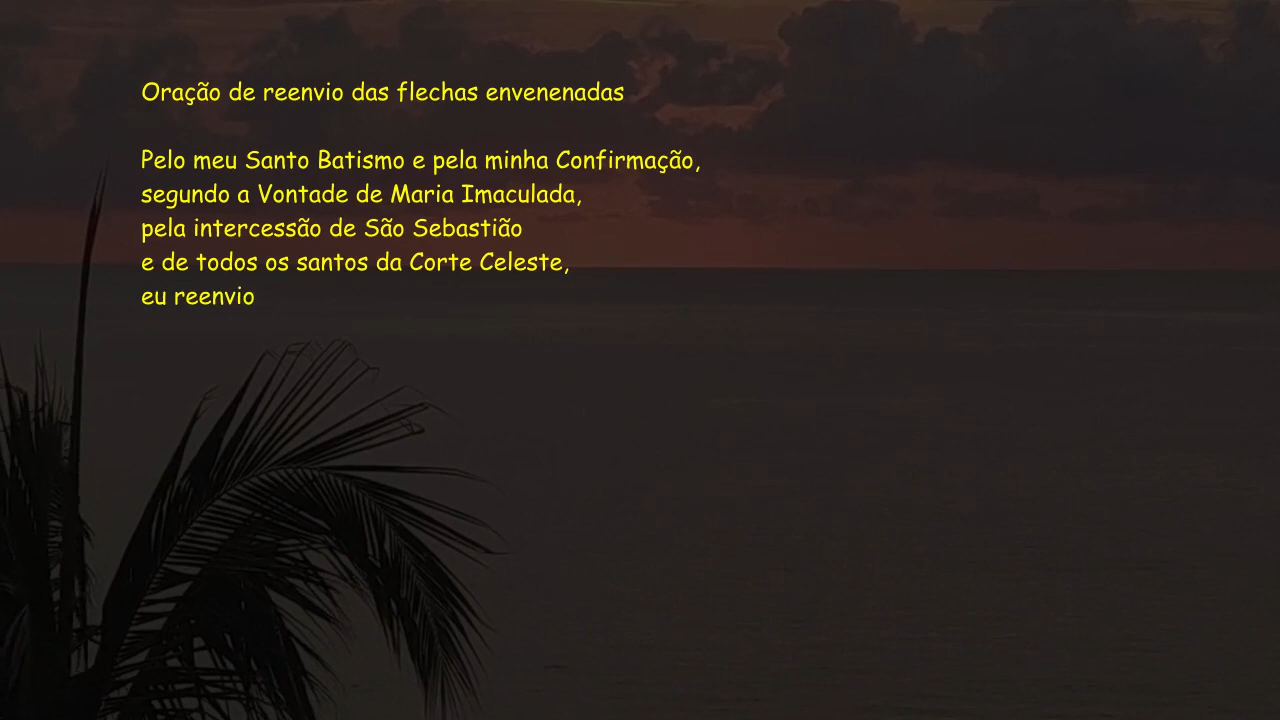 Oração de reenvio das flechas envenenadas
Pelo meu Santo Batismo e pela minha Confirmação,
segundo a Vontade de Maria Imaculada,
pela intercessão de São Sebastião
e de todos os santos da Corte Celeste,
eu reenvio